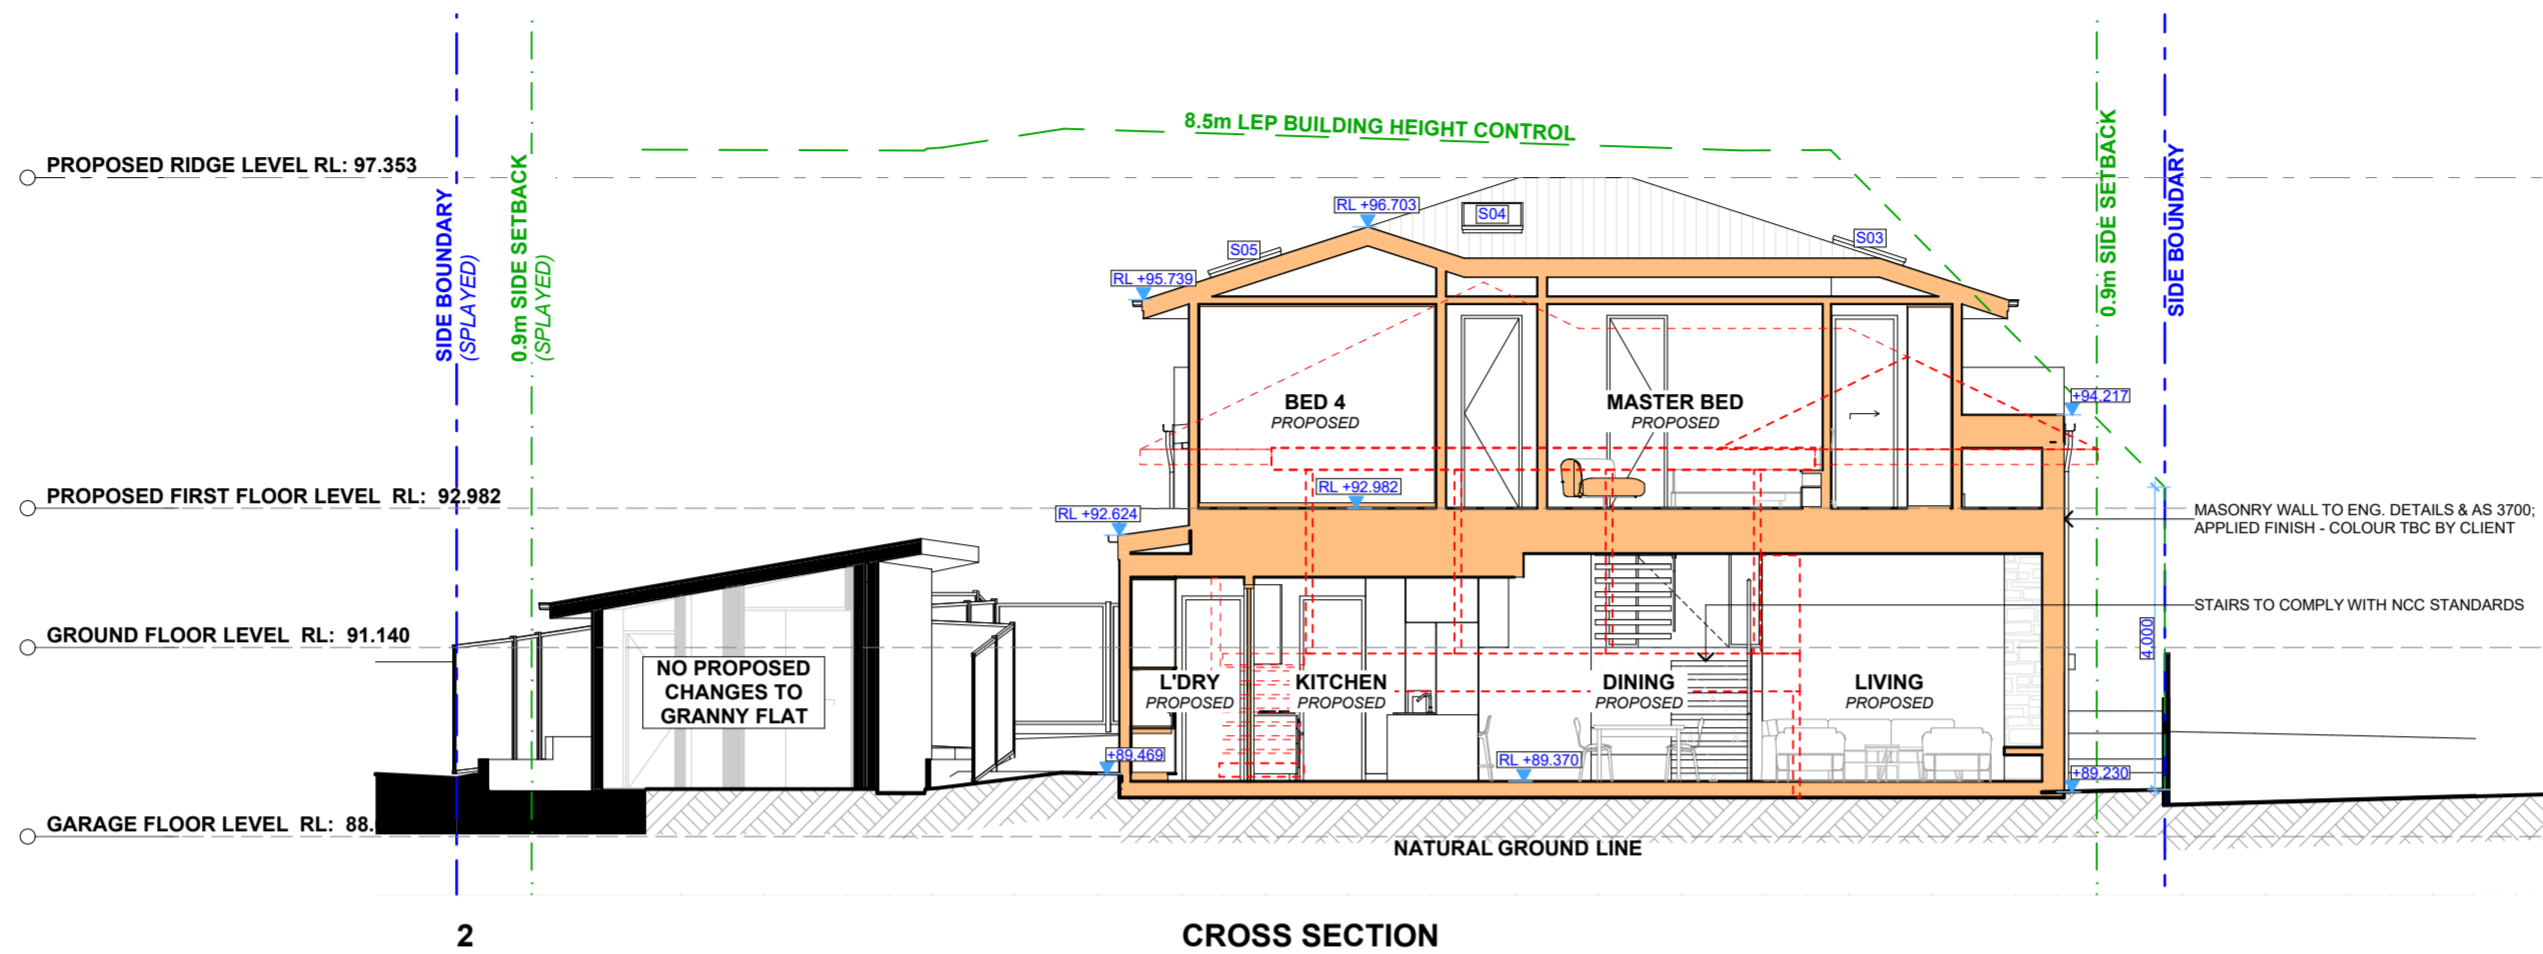 8.5m LEP BUILDING HEIGHT CONTROL
PROPOSED RIDGE LEVEL RL: 97.353
SIDE BOUNDARY
(SPLAYED)
0.9m SIDE SETBACK
(SPLAYED)
0.9m SIDE SETBACK
SIDE BOUNDARY
RL +96.703
S04
S05
S03
RL +95.739
BED 4
PROPOSED
MASTER BED
PROPOSED
+94.217
PROPOSED FIRST FLOOR LEVEL RL: 92.982
RL +92.982
RL +92.624
MASONRY WALL TO ENG. DETAILS & AS 3700;
APPLIED FINISH - COLOUR TBC BY CLIENT
STAIRS TO COMPLY WITH NCC STANDARDS
GROUND FLOOR LEVEL RL: 91.140
4,000
NO PROPOSED
CHANGES TO
GRANNY FLAT
L'DRY
PROPOSED
KITCHEN
PROPOSED
DINING
PROPOSED
LIVING
PROPOSED
+89.469
RL +89.370
+89.230
GARAGE FLOOR LEVEL RL: 88.
NATURAL GROUND LINE
2
CROSS SECTION